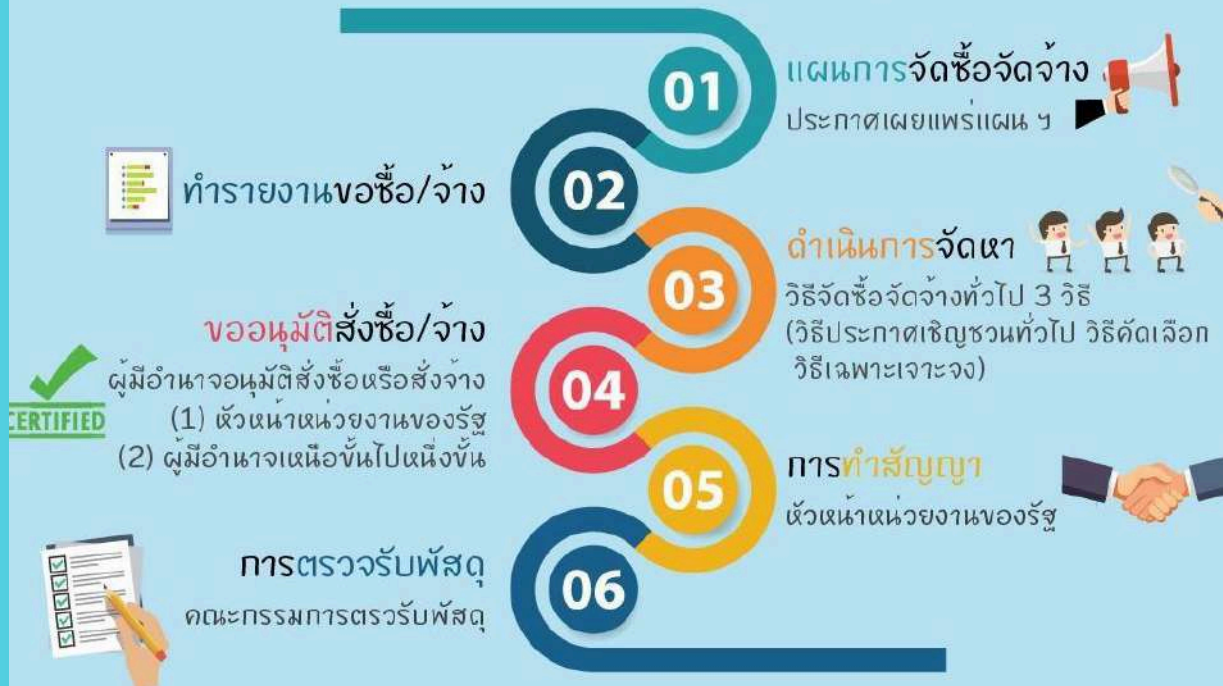 01
แผนการจัดซื้อจัดจ้าง
ประกาศเผยแพร่แผน ฯ
02
ทำรายงานขอซื้อ/จ้าง
03
ดำเนินการจัดหา
วิธีจัดซื้อจัดจ้างทั่วไป 3 วิธี
(วิธีประกาศเชิญชวนทั่วไป วิธีคัดเลือก
วิธีเฉพาะเจาะจง)
04
ขออนุมัติสั่งซื้อ/จ้าง
ผู้มีอำนาจอนุมัติสั่งซื้อหรือสั่งจ้าง
(1) หัวหน้าหน่วยงานของรัฐ
(2) ผู้มีอำนาจเหนือขั้นไปหนึ่งขั้น
CERTIFIED
05
การทำสัญญา
หัวหน้าหน่วยงานของรัฐ
06
การตรวจรับพัสดุ
คณะกรรมการตรวรับพัสดุ